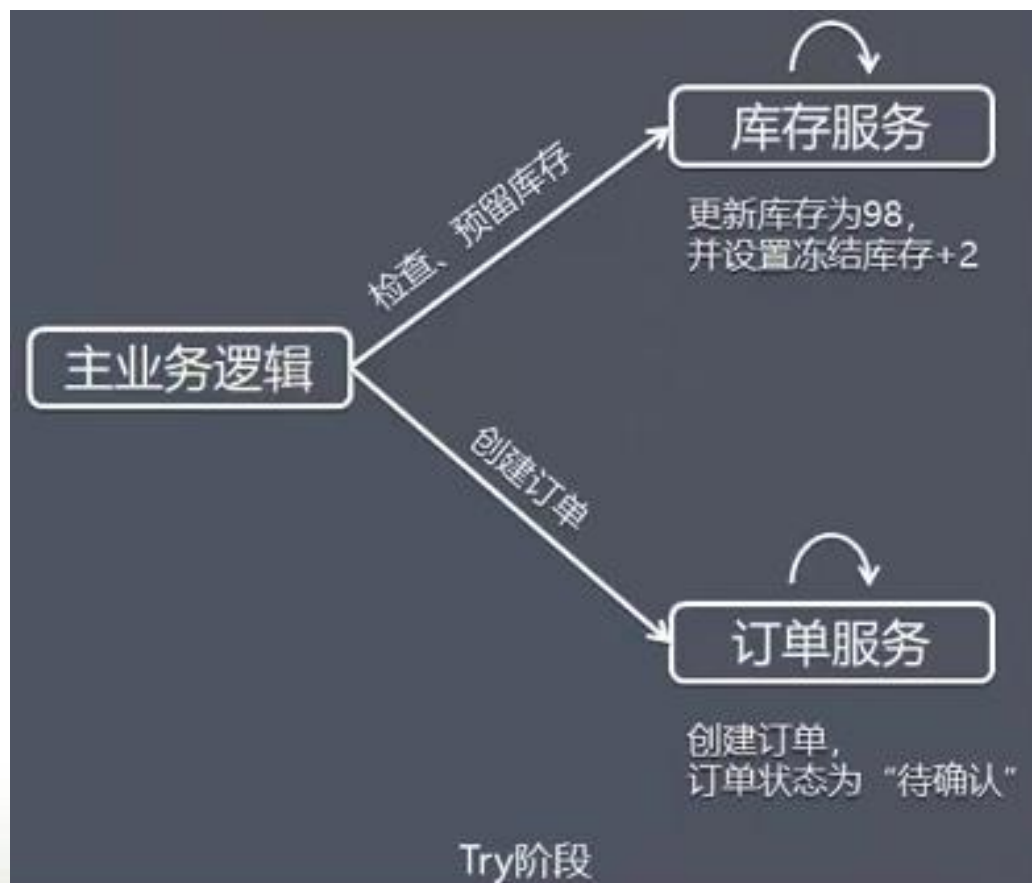 库存服务
更新库存为98,
并设置冻结库存+2
检查、预留库存
主业务逻辑
创建订单
订单服务
创建订单,
订单状态为“待确认”
Try阶段